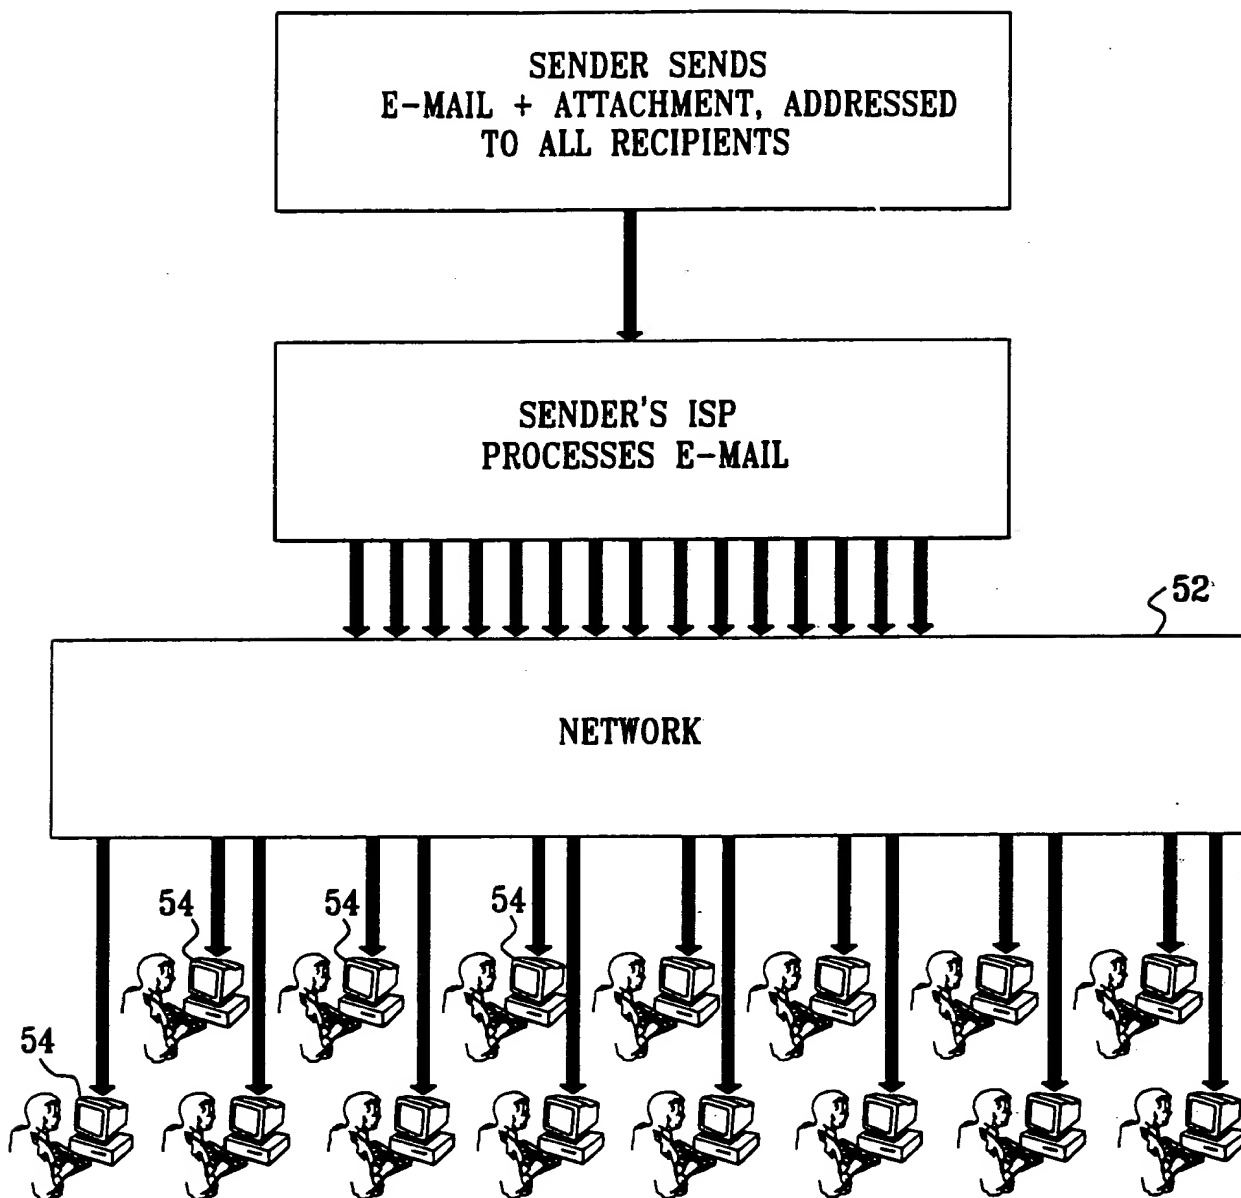 SENDER SENDS
E-MAIL + ATTACHMENT, ADDRESSED
TO ALL RECIPIENTS
SENDER'S ISP
PROCESSES E-MAIL
52
NETWORK
54
54
54
54